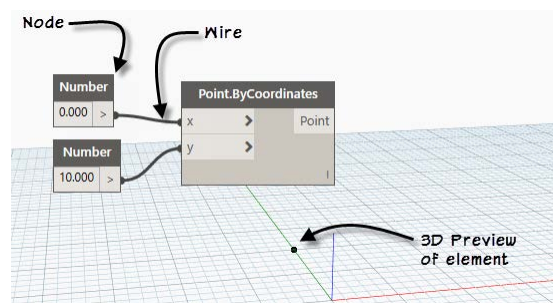 Node
Wire
Number
0.000 >
Point.ByCoordinates
x > Point
y >
Number
10.000 >
l
3D Preview
of element